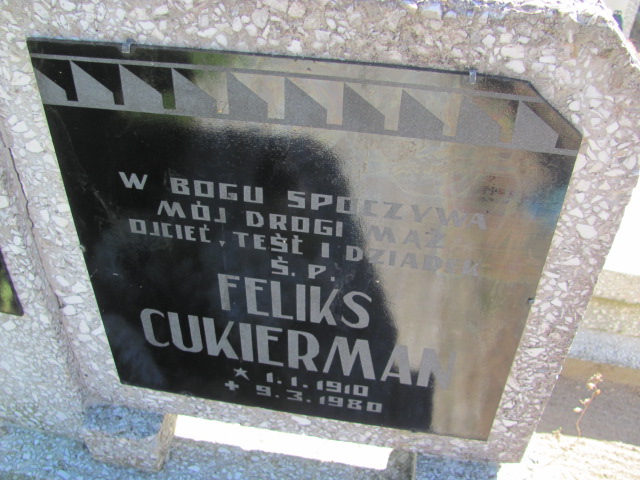 W BOGU SPOCZYWA
MÓJ DROGI MĄŻ
OJCIEC, TEŚĆ I DZIADEK
Ś. P.
FELIKS
CUKIERMAN
* 1.1.1910
+ 9.3.1980